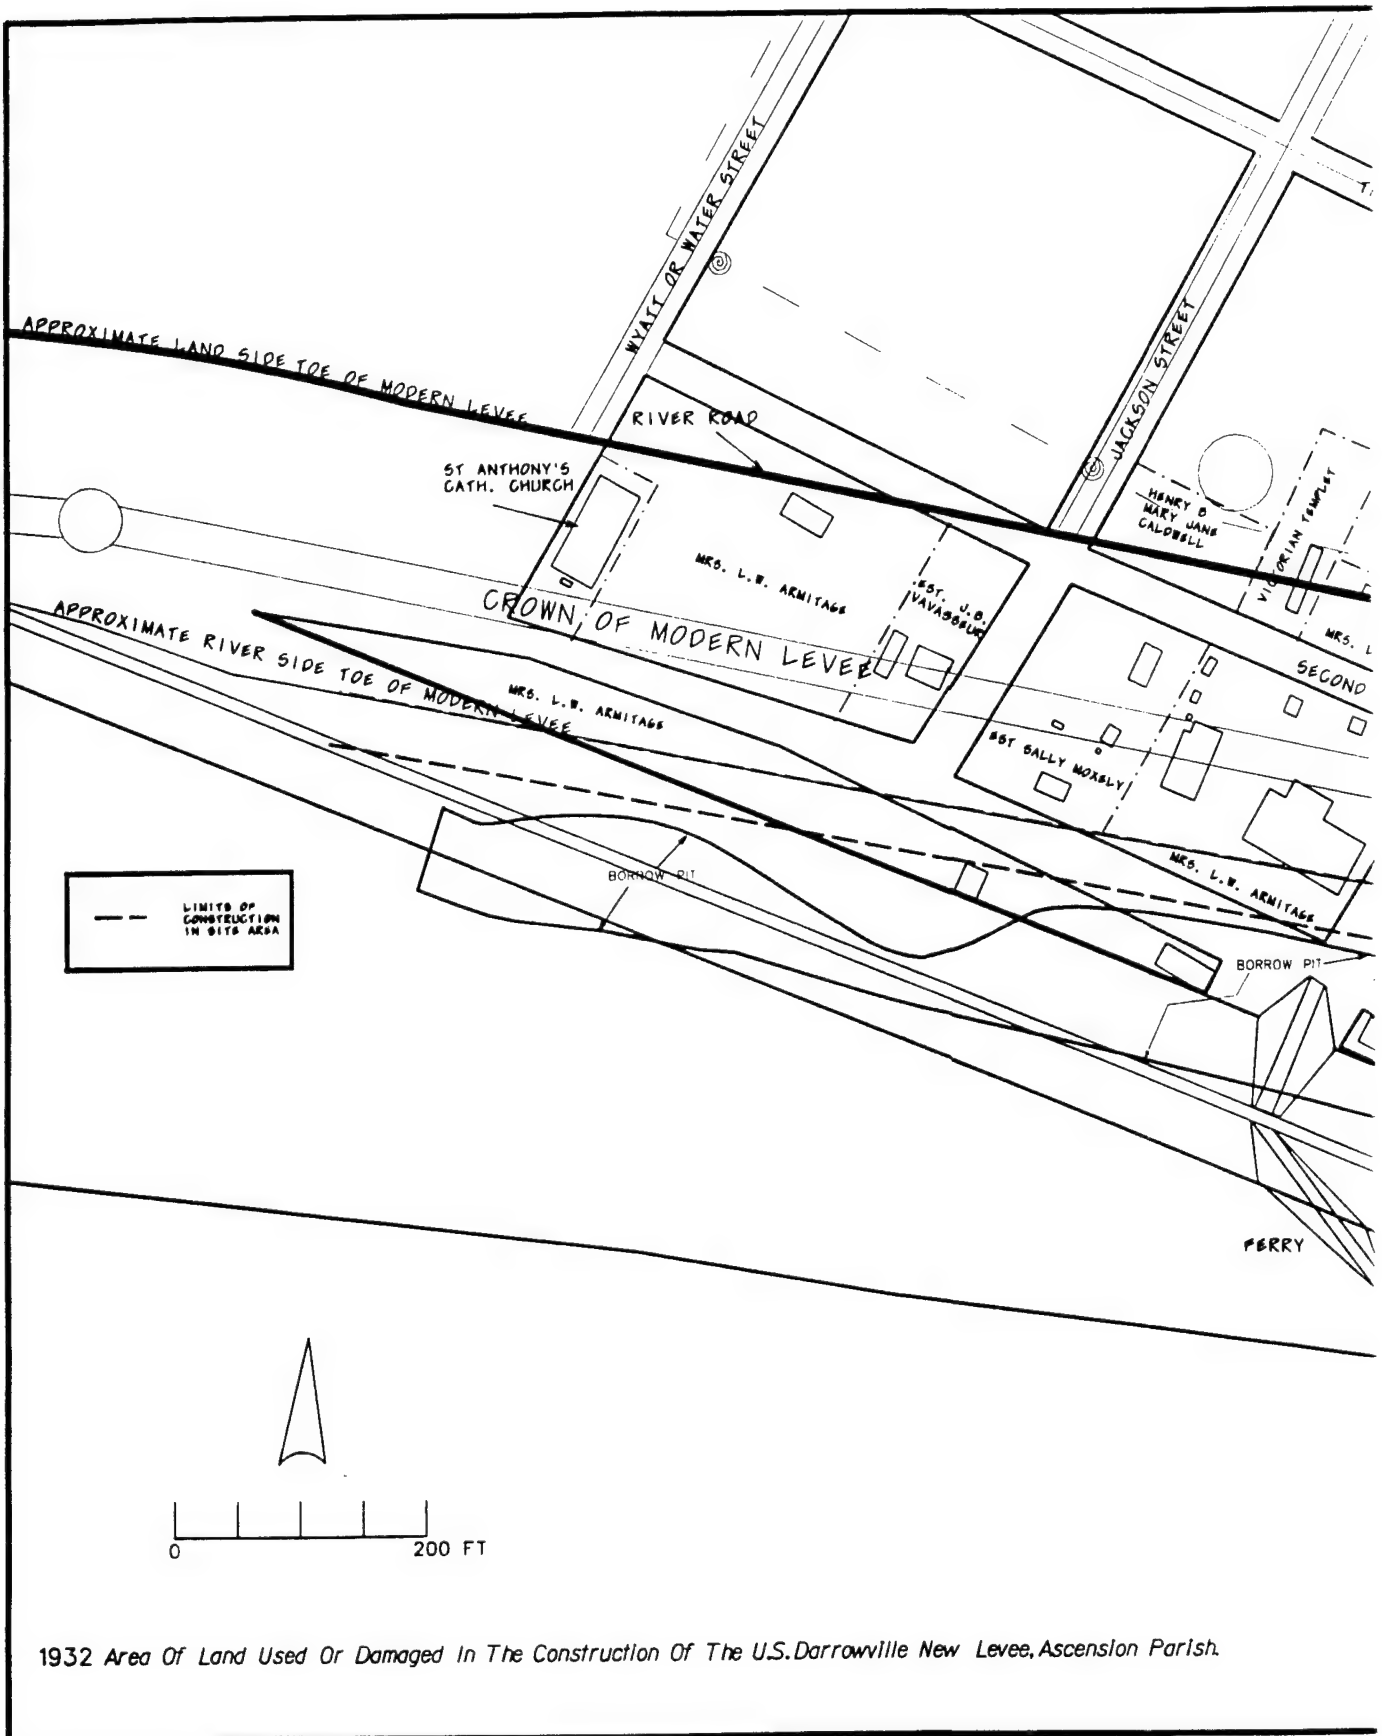 WYATT OR WATER STREET
JACKSON STREET
APPROXIMATE LAND SIDE TOE OF MODERN LEVEE
RIVER ROAD
ST ANTHONY'S
CATH. CHURCH
HENRY B
MARY JANE
CALDWELL
VICTORIAN TEMPLET
MRS. L.W. ARMITAGE
EST. J.B.
VAVASSEUR
MRS. L
SECOND
CROWN OF MODERN LEVEE
APPROXIMATE RIVER SIDE TOE OF MODERN LEVEE
MRS. L.W. ARMITAGE
EST SALLY MOXELY
MRS. L.W. ARMITAGE
BORROW PIT
LIMITS OF
CONSTRUCTION
IN SITE AREA
BORROW PIT
FERRY
0 200 FT
1932 Area Of Land Used Or Damaged In The Construction Of The U.S. Darrowville New Levee, Ascension Parish.